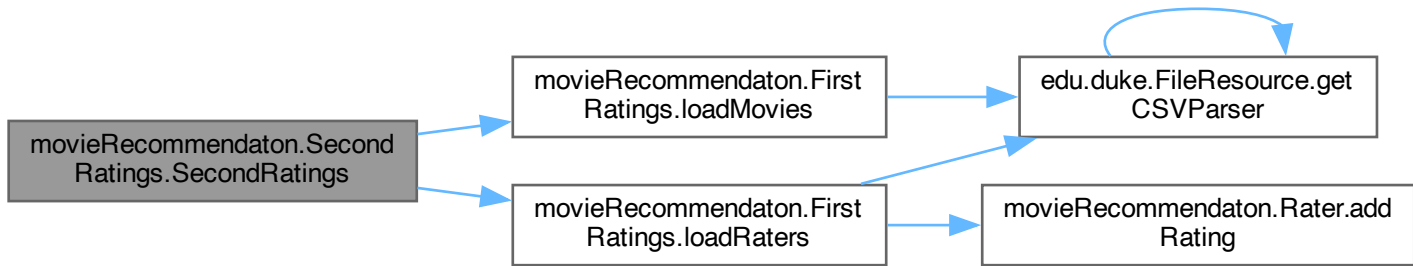 movieRecommendaton.Second
Ratings.SecondRatings
movieRecommendaton.First
Ratings.loadMovies
movieRecommendaton.First
Ratings.loadRaters
edu.duke.FileResource.get
CSVParser
movieRecommendaton.Rater.add
Rating